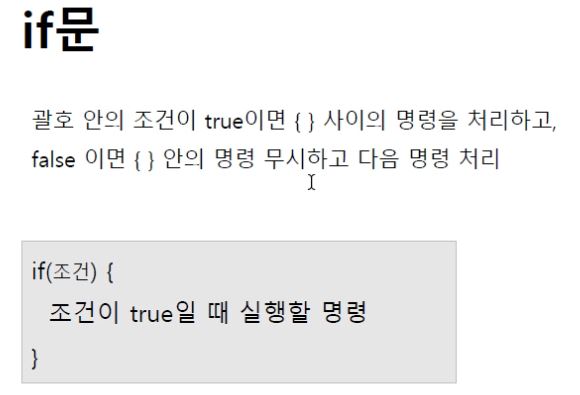 if문
괄호 안의 조건이 true이면 { } 사이의 명령을 처리하고,
false 이면 { } 안의 명령 무시하고 다음 명령 처리
if(조건) {
조건이 true일 때 실행할 명령
}